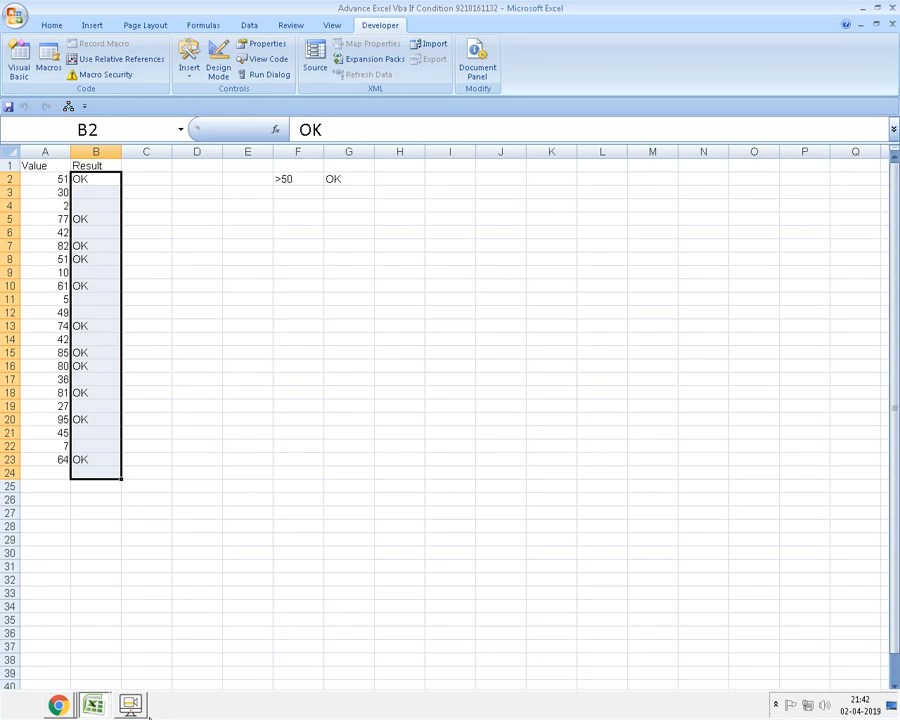 Advance Excel Vba If Condition 9210161132 - Microsoft Excel
Home Insert Page Layout Formulas Data Review View Developer
Visual Basic
Macros
Record Macro
Use Relative References
Macro Security
Code
Insert
Design Mode
Properties
View Code
Run Dialog
Controls
Source
Map Properties
Expansion Packs
Refresh Data
Import
Export
XML
Document Panel
Modify
B2 fx OK
A B C D E F G H I J K L M N O P Q
1 Value Result
2 51 OK >50 OK
3 30
4 2
5 77 OK
6 42
7 82 OK
8 51 OK
9 10
10 61 OK
11 5
12 49
13 74 OK
14 42
15 85 OK
16 80 OK
17 36
18 81 OK
19 27
20 95 OK
21 45
22 7
23 64 OK
24
25
26
27
28
29
30
31
32
33
34
35
36
37
38
39
40
21:42
02-04-2019